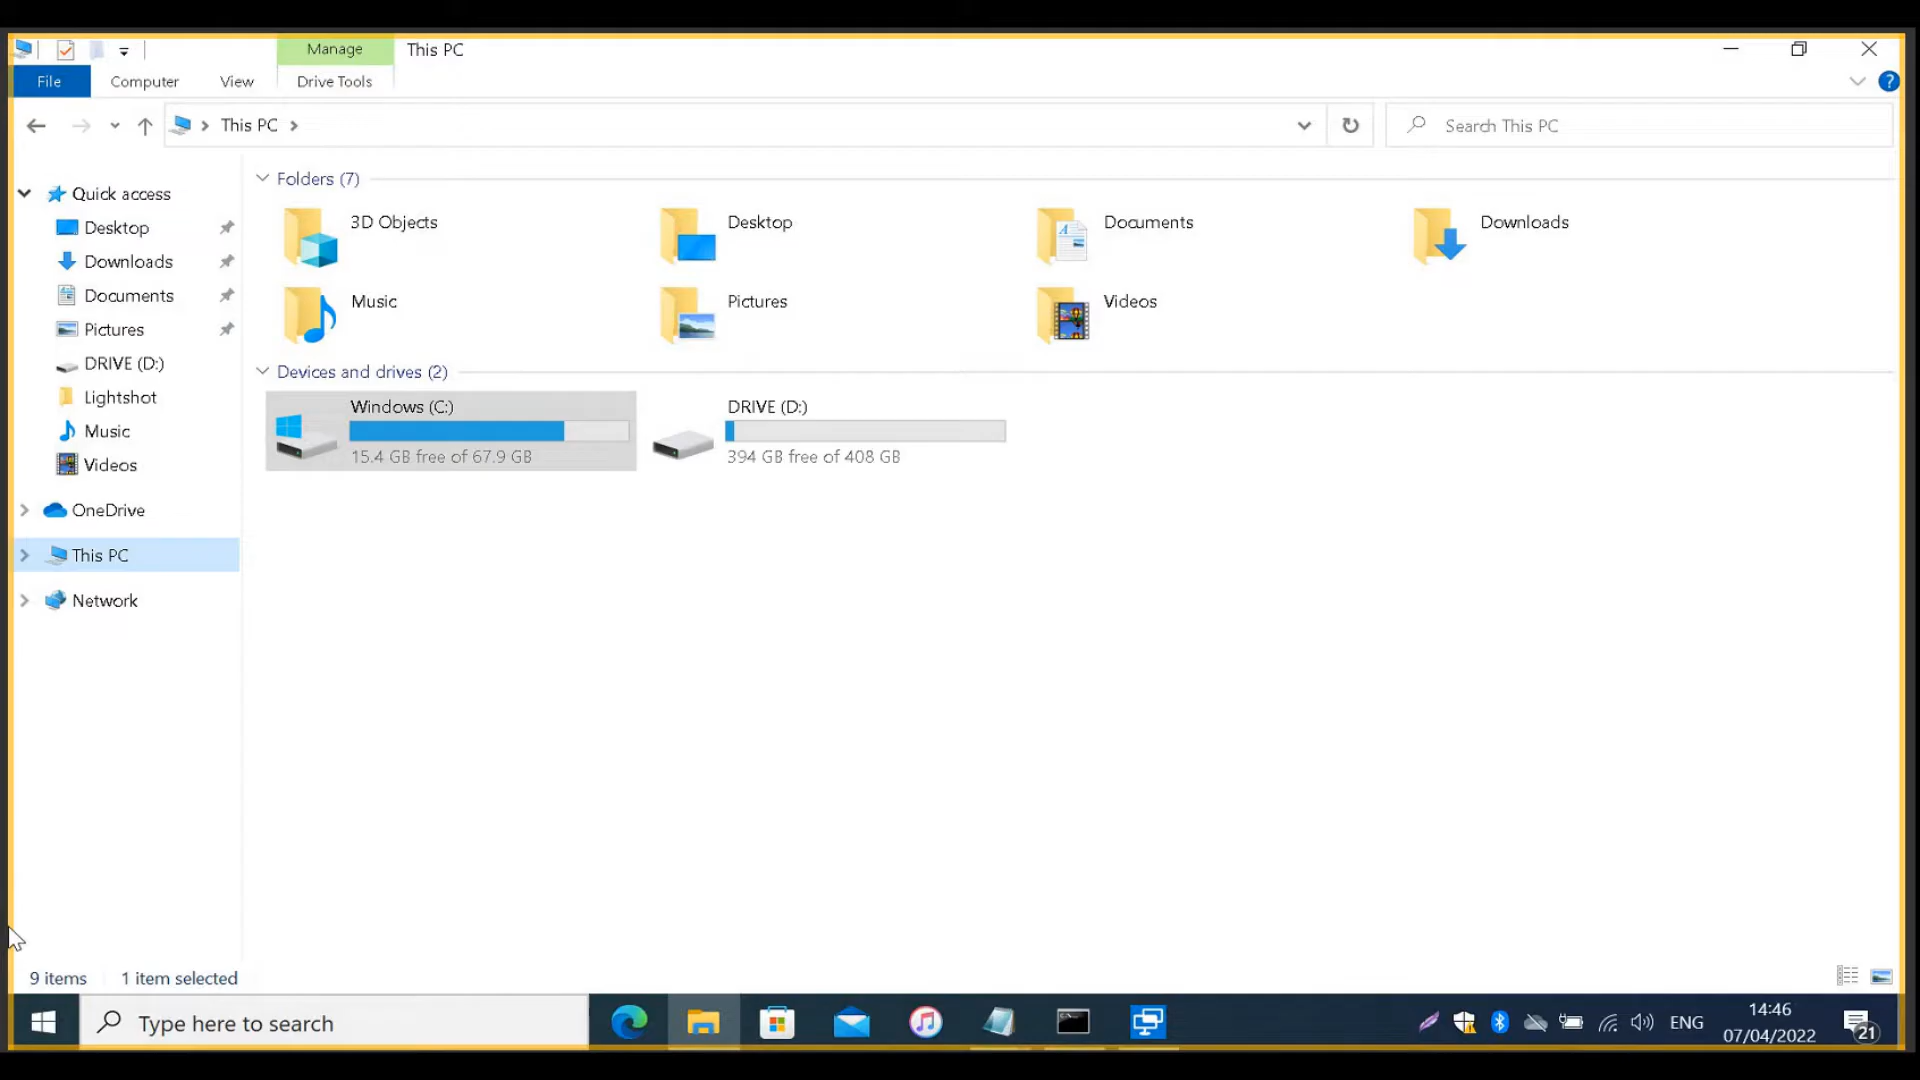 Manage
This PC
File
Computer
View
Drive Tools
This PC
Search This PC
Quick access
Desktop
Downloads
Documents
Pictures
DRIVE (D:)
Lightshot
Music
Videos
OneDrive
This PC
Network
Folders (7)
3D Objects
Desktop
Documents
Downloads
Music
Pictures
Videos
Devices and drives (2)
Windows (C:)
15.4 GB free of 67.9 GB
DRIVE (D:)
394 GB free of 408 GB
9 items
1 item selected
Type here to search
ENG
14:46
07/04/2022
21